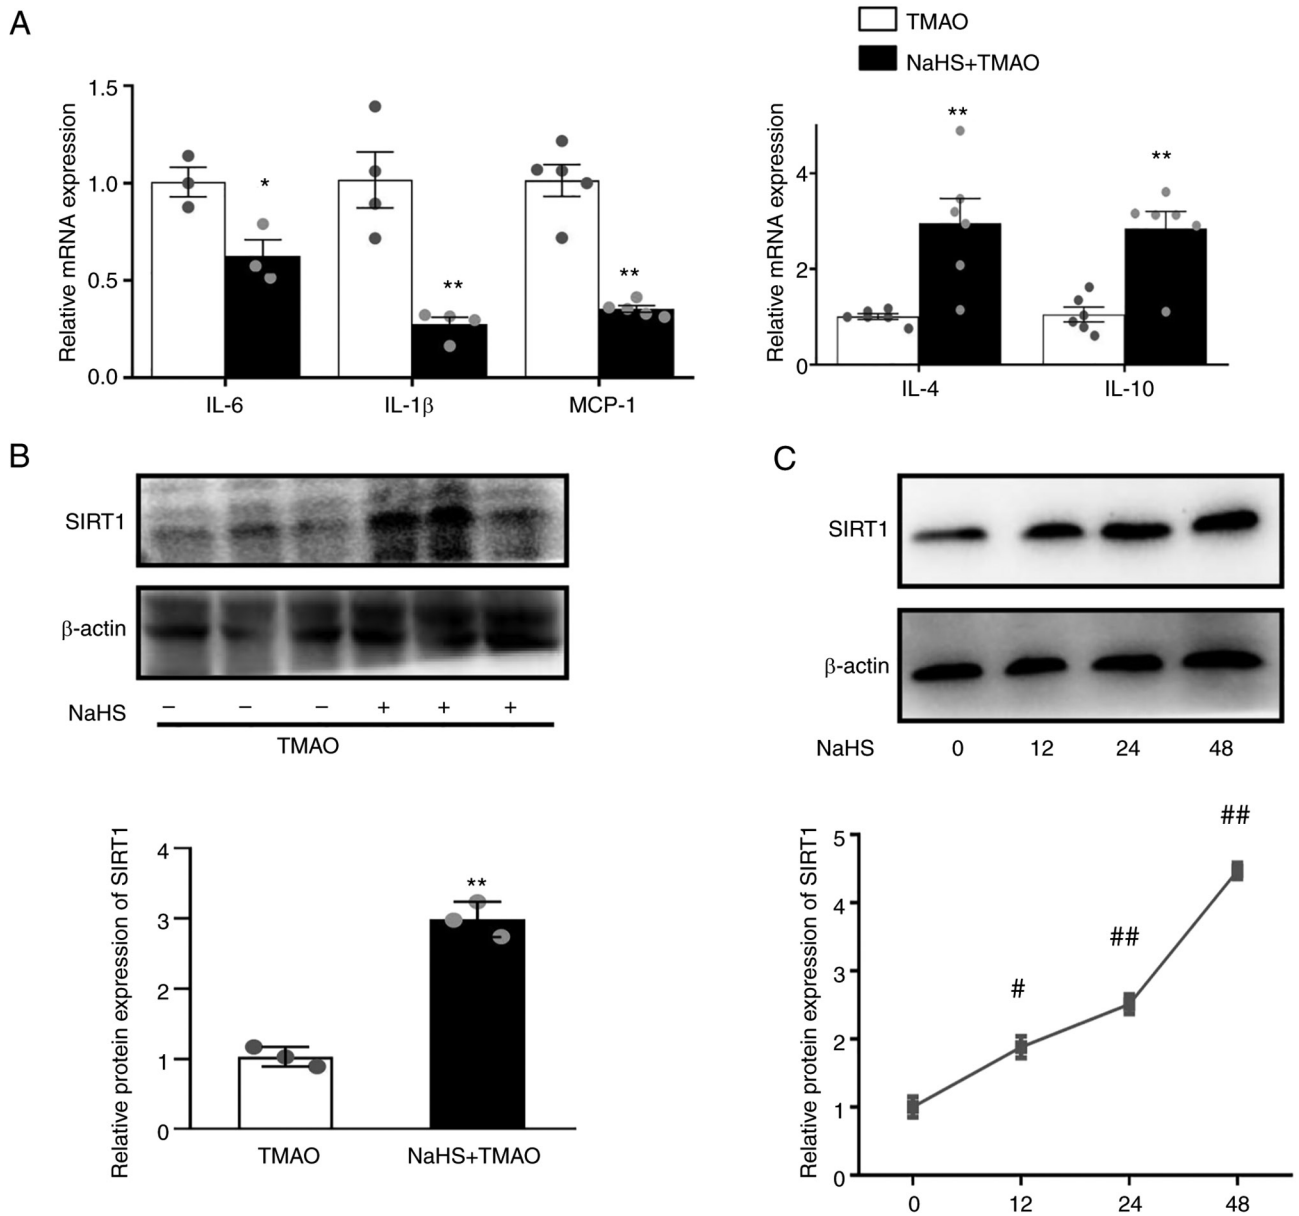 A
TMAO
NaHS+TMAO
Relative mRNA expression
1.5
1.0
0.5
0.0
*
**
**
IL-6
IL-1β
MCP-1
Relative mRNA expression
4
2
0
**
**
IL-4
IL-10
B
SIRT1
β-actin
NaHS
– – – + + +
TMAO
Relative protein expression of SIRT1
4
3
2
1
0
**
TMAO
NaHS+TMAO
C
SIRT1
β-actin
NaHS 0 12 24 48
Relative protein expression of SIRT1
5
4
3
2
1
0
#
##
##
0 12 24 48